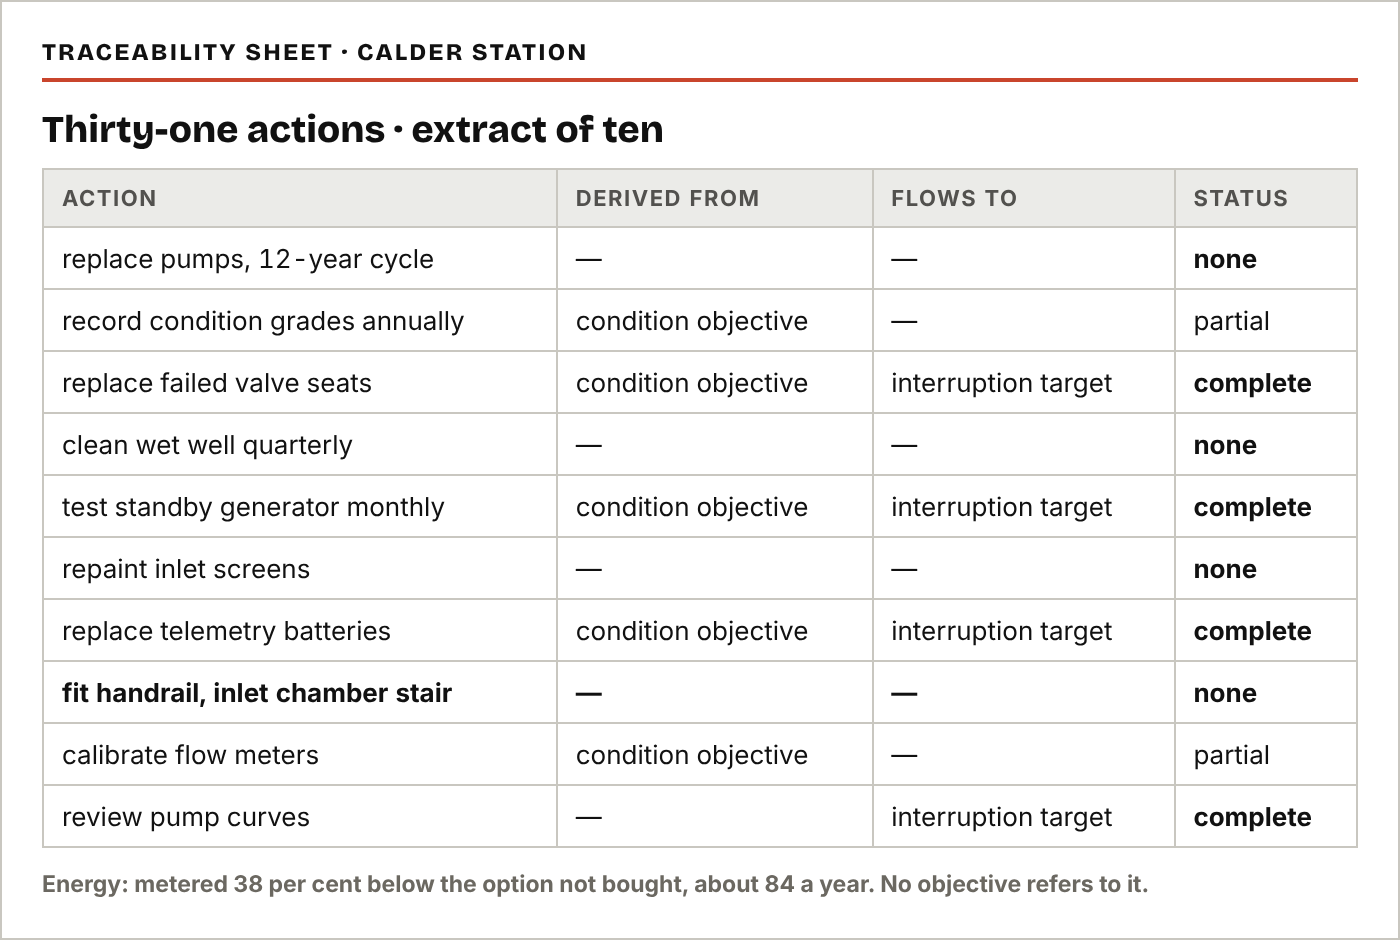 TRACEABILITY SHEET · CALDER STATION
Thirty-one actions · extract of ten
ACTION DERIVED FROM FLOWS TO STATUS
replace pumps, 12-year cycle — — none
record condition grades annually condition objective — partial
replace failed valve seats condition objective interruption target complete
clean wet well quarterly — — none
test standby generator monthly condition objective interruption target complete
repaint inlet screens — — none
replace telemetry batteries condition objective interruption target complete
fit handrail, inlet chamber stair — — none
calibrate flow meters condition objective — partial
review pump curves — interruption target complete
Energy: metered 38 per cent below the option not bought, about 84 a year. No objective refers to it.